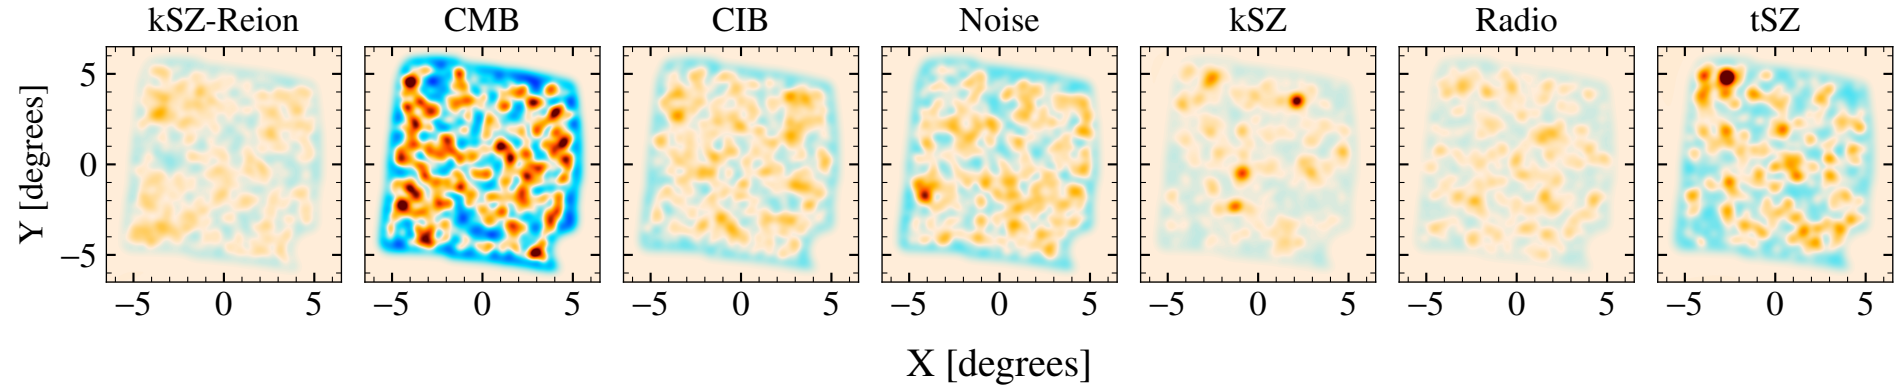 kSZ-Reion CMB CIB Noise kSZ Radio tSZ
5
0
−5
Y [degrees]
−5 0 5 −5 0 5 −5 0 5 −5 0 5 −5 0 5 −5 0 5 −5 0 5
X [degrees]